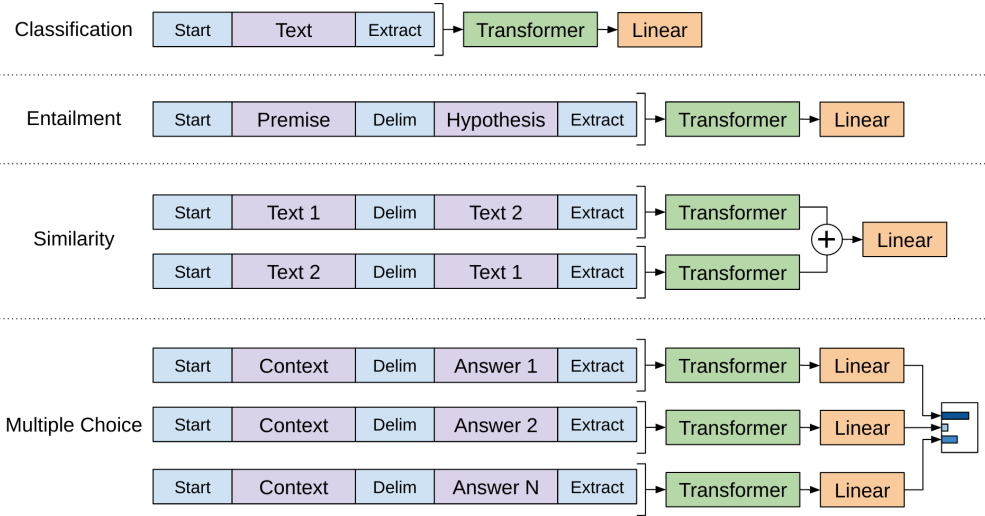 Classification Start Text Extract Transformer Linear
Entailment Start Premise Delim Hypothesis Extract Transformer Linear
Start Text 1 Delim Text 2 Extract Transformer
Similarity + Linear
Start Text 2 Delim Text 1 Extract Transformer
Start Context Delim Answer 1 Extract Transformer Linear
Multiple Choice Start Context Delim Answer 2 Extract Transformer Linear
Start Context Delim Answer N Extract Transformer Linear